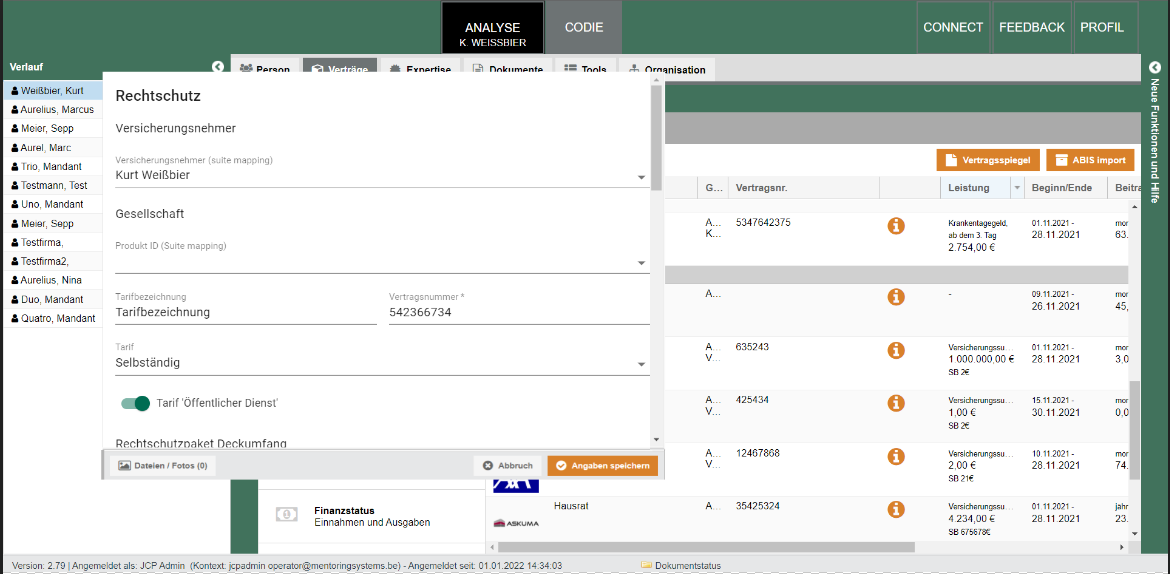 ANALYSE
K. WEISSBIER
CODIE
CONNECT
FEEDBACK
PROFIL
Verlauf
Person
Verträge
Expertise
Dokumente
Tools
Organisation
Weißbier, Kurt
Aurelius, Marcus
Meier, Sepp
Aurel, Marc
Trio, Mandant
Testmann, Test
Uno, Mandant
Meier, Sepp
Testfirma,
Testfirma2,
Aurelius, Nina
Duo, Mandant
Quatro, Mandant
Rechtschutz
Versicherungsnehmer
Versicherungsnehmer (suite mapping)
Kurt Weißbier
Gesellschaft
Produkt ID (Suite mapping)
Tarifbezeichnung
Tarifbezeichnung
Vertragsnummer *
542366734
Tarif
Selbständig
Tarif 'Öffentlicher Dienst'
Rechtschutzpaket Deckumfang
Dateien / Fotos (0)
Abbruch
Angaben speichern
Neue Funktionen und Hilfe
Vertragsspiegel
ABIS import
G... Vertragsnr. Leistung Beginn/Ende Beitra
A... 5347642375 Krankentagegeld, 01.11.2021 - mor
K... ab dem 3. Tag 28.11.2021 63.
2.754,00 €
A... - 09.11.2021 - mor
26.11.2021 45,
A... 635243 Versicherungssu... 01.11.2021 - mor
V... 1 000.000,00 € 28.11.2021 3,0
SB 2€
A... 425434 Versicherungssu... 15.11.2021 - mor
V... 1,00 € 30.11.2021 0,0
SB 2€
A... 12467868 Versicherungssu... 10.11.2021 - mor
V... 2,00 € 28.11.2021 74.
SB 21€
AXA
Hausrat A... 35425324 Versicherungssu... 01.11.2021 - jähr
ASKUMA 4.234,00 € 28.11.2021 23.
SB 675678€
Finanzstatus
Einnahmen und Ausgaben
Version: 2.79 | Angemeldet als: JCP Admin (Kontext: jcpadmin operator@mentoringsystems.be) - Angemeldet seit: 01.01.2022 14:34:03
Dokumentstatus